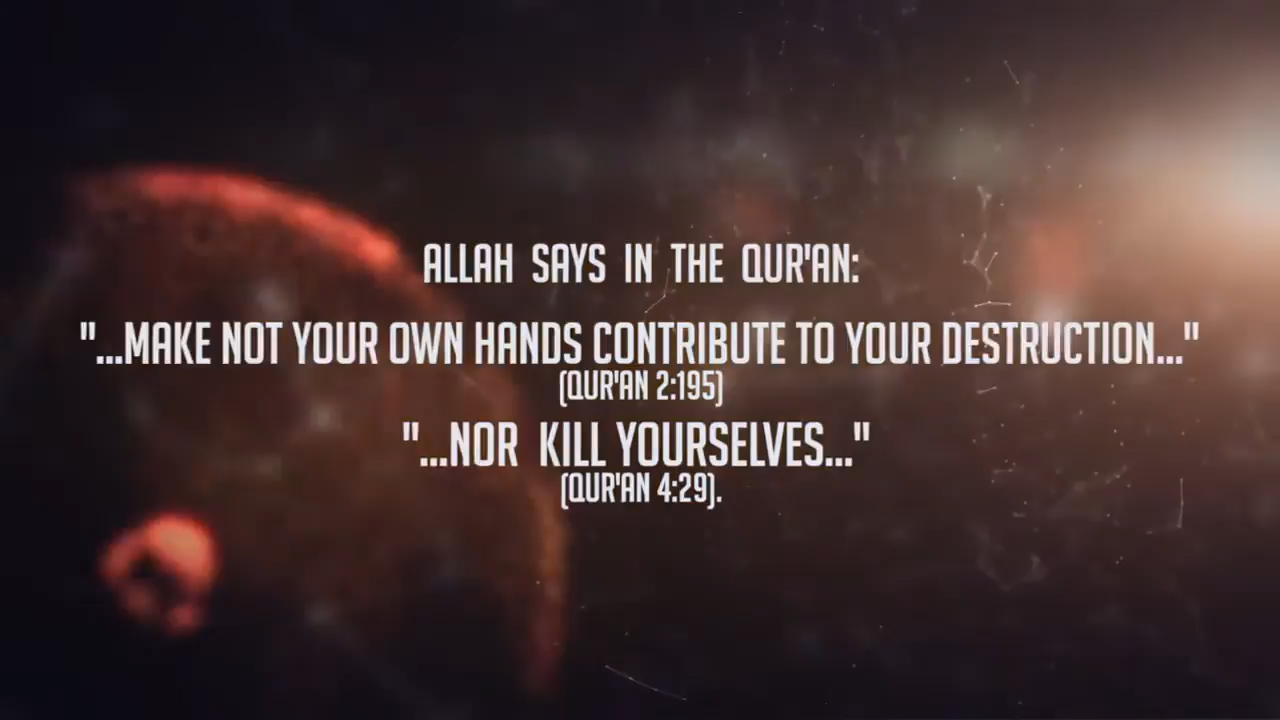 ALLAH SAYS IN THE QUR'AN:
"...MAKE NOT YOUR OWN HANDS CONTRIBUTE TO YOUR DESTRUCTION..."
(QUR'AN 2:195)
"...NOR KILL YOURSELVES..."
(QUR'AN 4:29).